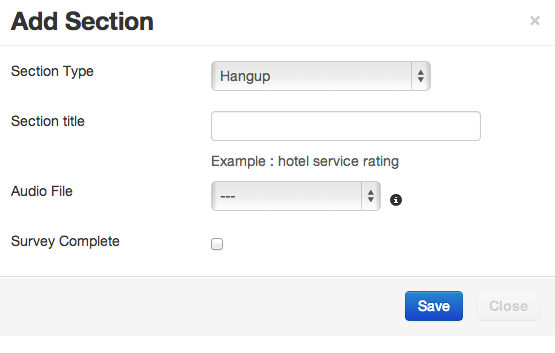 Add Section ×
Section Type Hangup
Section title
Example : hotel service rating
Audio File ---
Survey Complete
Save Close